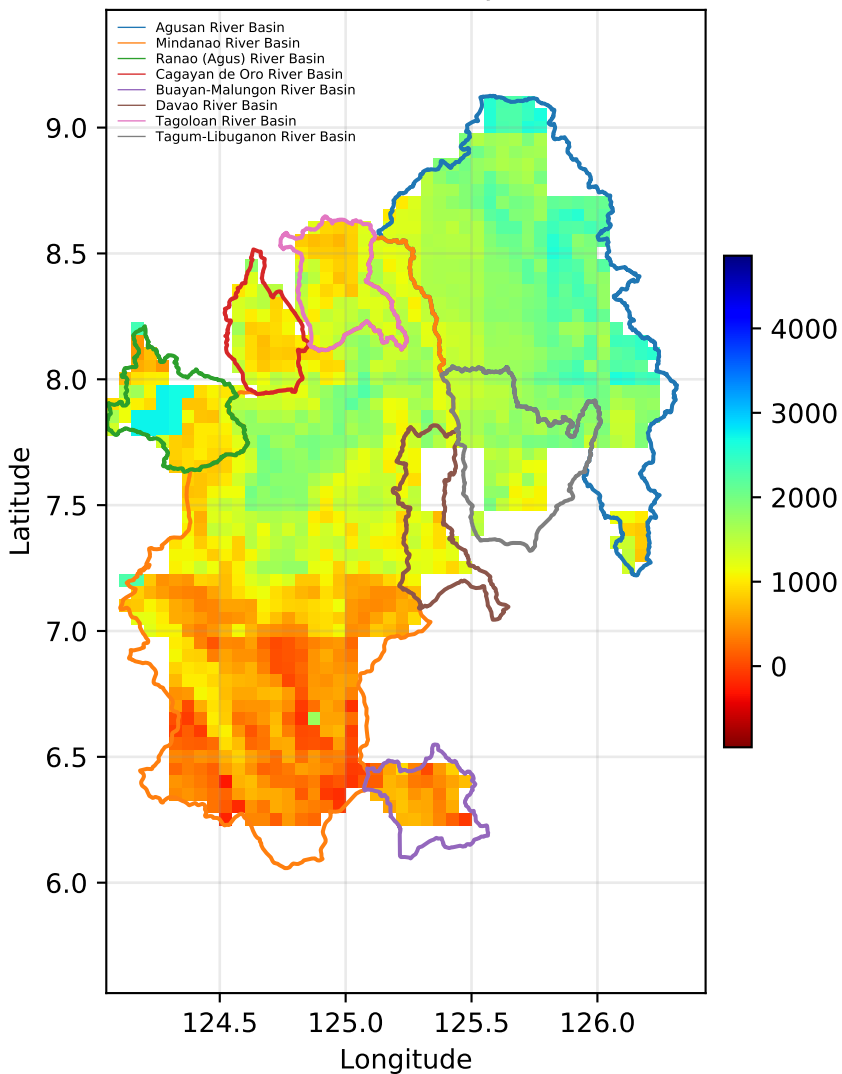 Agusan River Basin
Mindanao River Basin
Ranao (Agus) River Basin
Cagayan de Oro River Basin
Buayan-Malungon River Basin
Davao River Basin
Tagoloan River Basin
Tagum-Libuganon River Basin
9.0
8.5
8.0
7.5
7.0
6.5
6.0
Latitude
124.5 125.0 125.5 126.0
Longitude
4000
3000
2000
1000
0